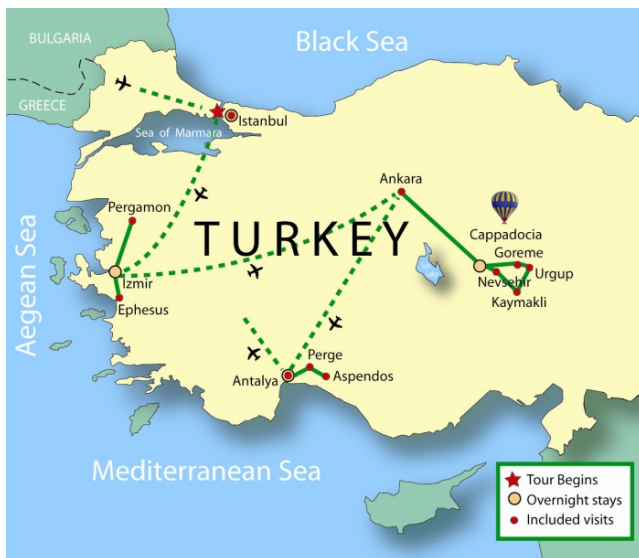 BULGARIA
Black Sea
GREECE
Istanbul
Sea of Marmara
Ankara
Pergamon
TURKEY
Cappadocia
Goreme
Urgup
Nevsehir
Kaymakli
Izmir
Ephesus
Aegean Sea
Perge
Antalya
Aspendos
Mediterranean Sea
Tour Begins
Overnight stays
Included visits